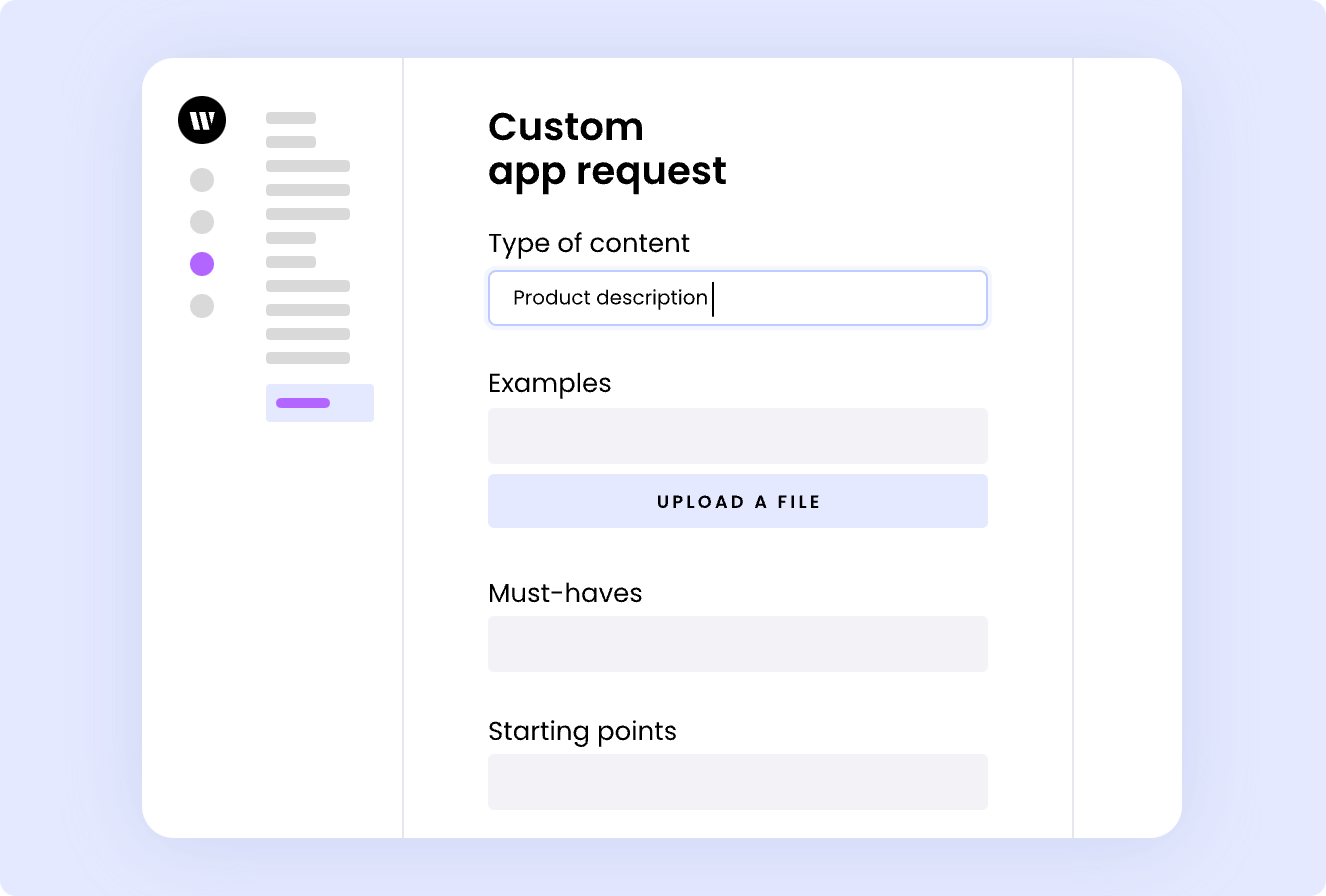 Custom
app request
Type of content
Product description
Examples
UPLOAD A FILE
Must-haves
Starting points